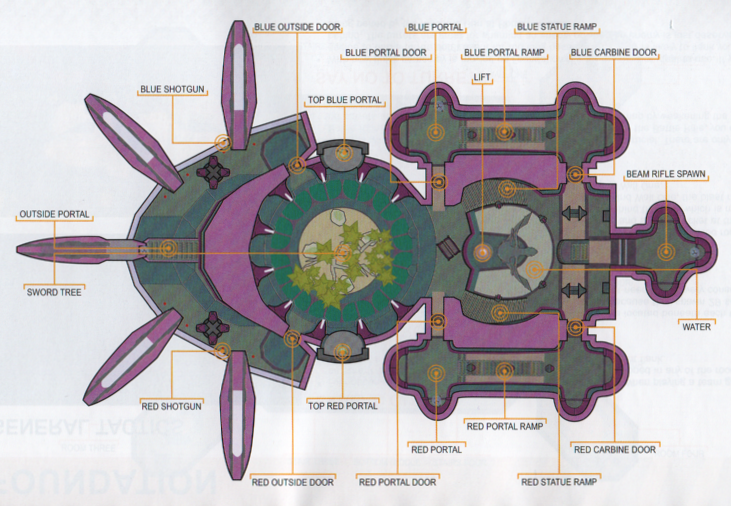 BLUE OUTSIDE DOOR
BLUE PORTAL
BLUE STATUE RAMP
BLUE PORTAL DOOR
BLUE PORTAL RAMP
BLUE CARBINE DOOR
LIFT
BLUE SHOTGUN
TOP BLUE PORTAL
BEAM RIFLE SPAWN
OUTSIDE PORTAL
SWORD TREE
WATER
RED SHOTGUN
TOP RED PORTAL
RED PORTAL RAMP
RED PORTAL
RED CARBINE DOOR
RED OUTSIDE DOOR
RED PORTAL DOOR
RED STATUE RAMP
GENERAL TACTIC
FOUNDATION